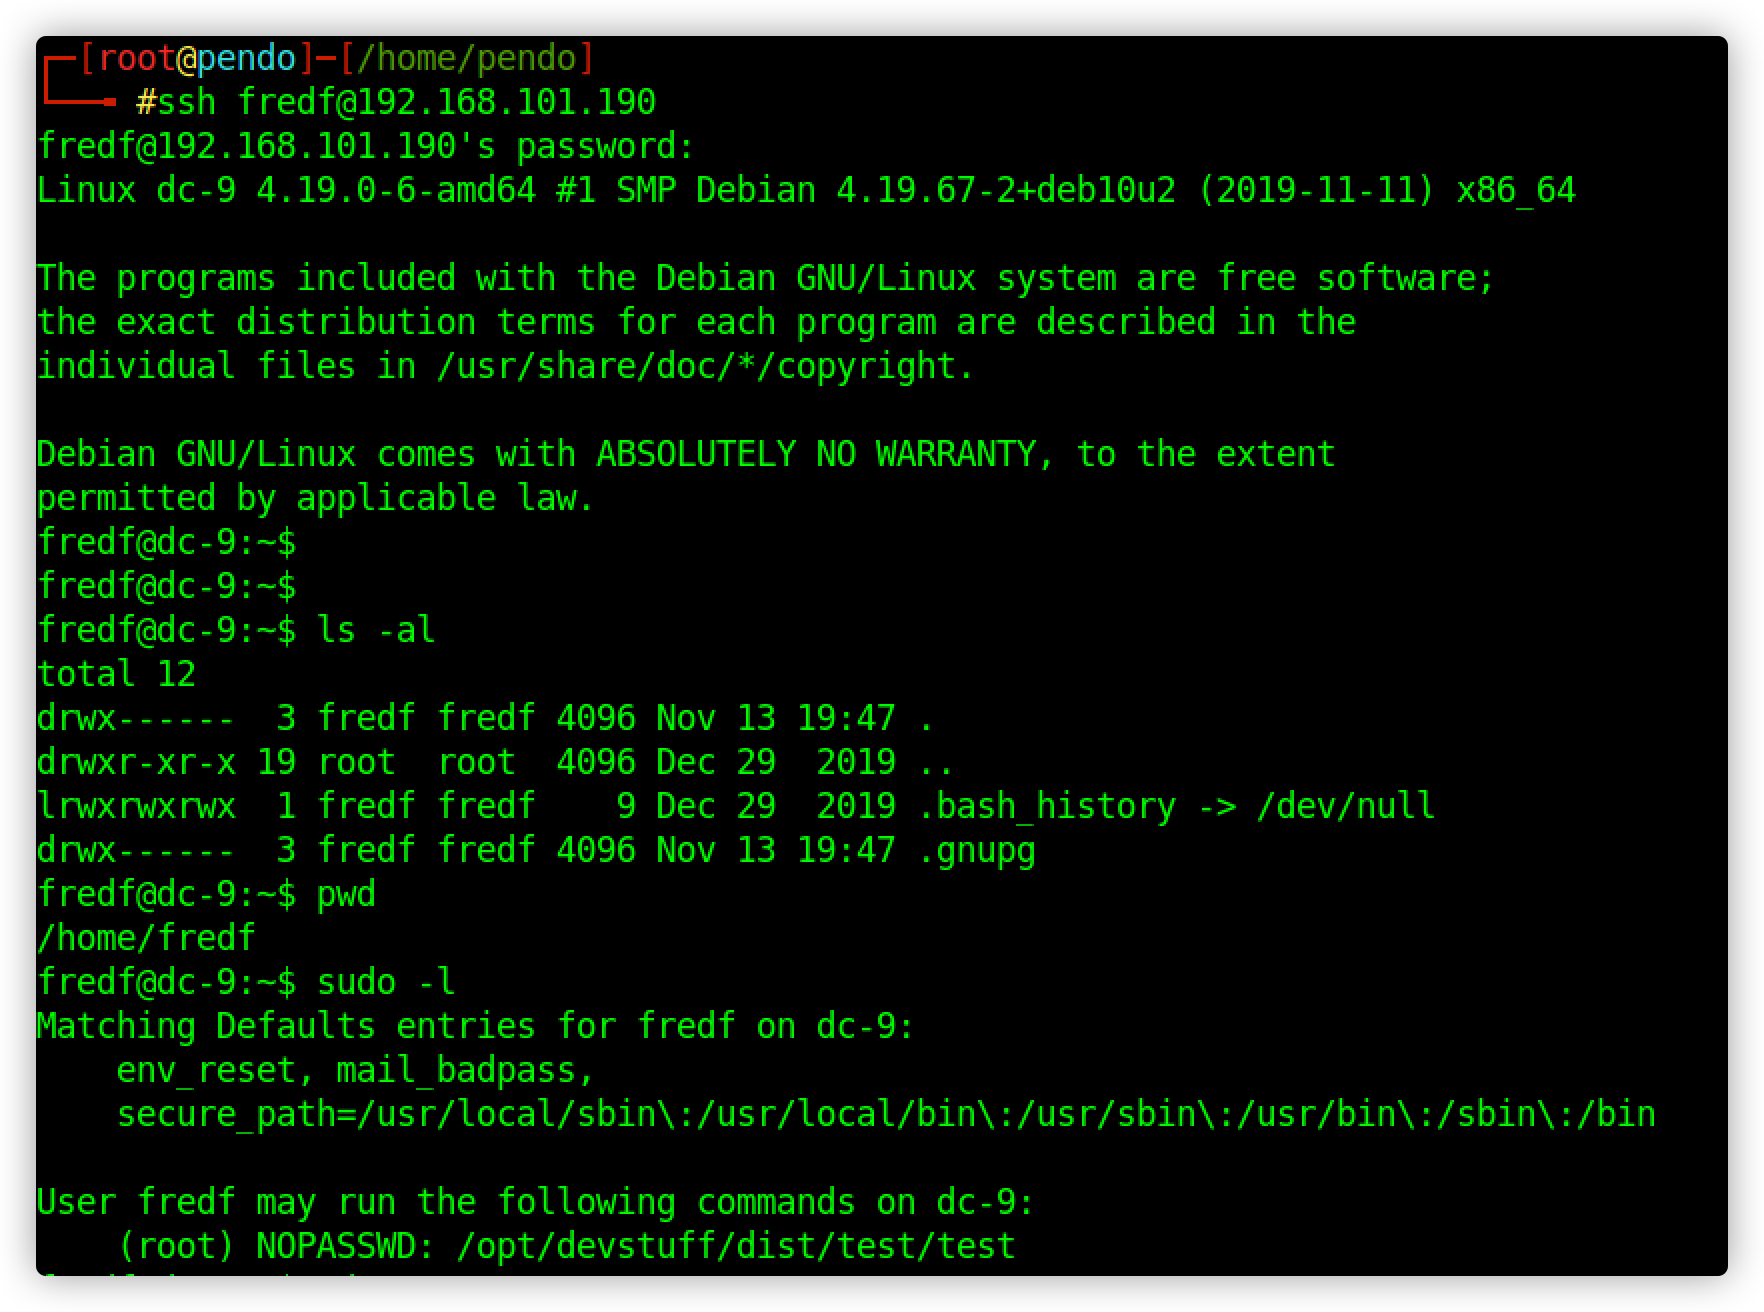 ┌─[root@pendo]─[/home/pendo]
└──╼ #ssh fredf@192.168.101.190
fredf@192.168.101.190's password:
Linux dc-9 4.19.0-6-amd64 #1 SMP Debian 4.19.67-2+deb10u2 (2019-11-11) x86_64

The programs included with the Debian GNU/Linux system are free software;
the exact distribution terms for each program are described in the
individual files in /usr/share/doc/*/copyright.

Debian GNU/Linux comes with ABSOLUTELY NO WARRANTY, to the extent
permitted by applicable law.
fredf@dc-9:~$
fredf@dc-9:~$
fredf@dc-9:~$ ls -al
total 12
drwx------  3 fredf fredf 4096 Nov 13 19:47 .
drwxr-xr-x 19 root  root  4096 Dec 29  2019 ..
lrwxrwxrwx  1 fredf fredf    9 Dec 29  2019 .bash_history -> /dev/null
drwx------  3 fredf fredf 4096 Nov 13 19:47 .gnupg
fredf@dc-9:~$ pwd
/home/fredf
fredf@dc-9:~$ sudo -l
Matching Defaults entries for fredf on dc-9:
    env_reset, mail_badpass,
    secure_path=/usr/local/sbin\:/usr/local/bin\:/usr/sbin\:/usr/bin\:/sbin\:/bin

User fredf may run the following commands on dc-9:
    (root) NOPASSWD: /opt/devstuff/dist/test/test